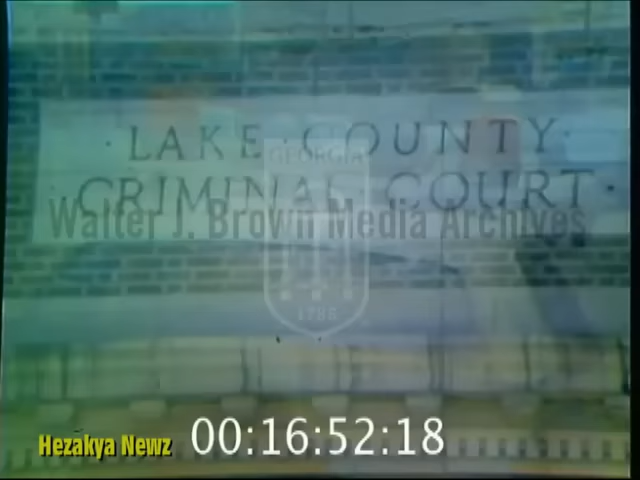 · LAKE · COUNTY ·
· CRIMINAL · COURT ·
Walter J. Brown Media Archives
GEORGIA
1785
Hezakya Newz
00:16:52:18